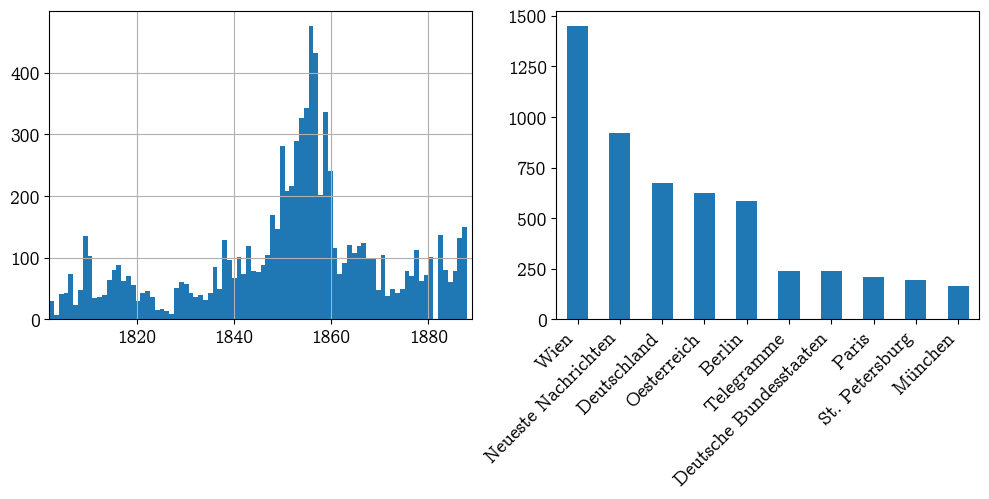 400
300
200
100
0
1820 1840 1860 1880
1500
1250
1000
750
500
250
0
Wien
Neueste Nachrichten
Deutschland
Oesterreich
Berlin
Telegramme
Deutsche Bundesstaaten
Paris
St. Petersburg
München